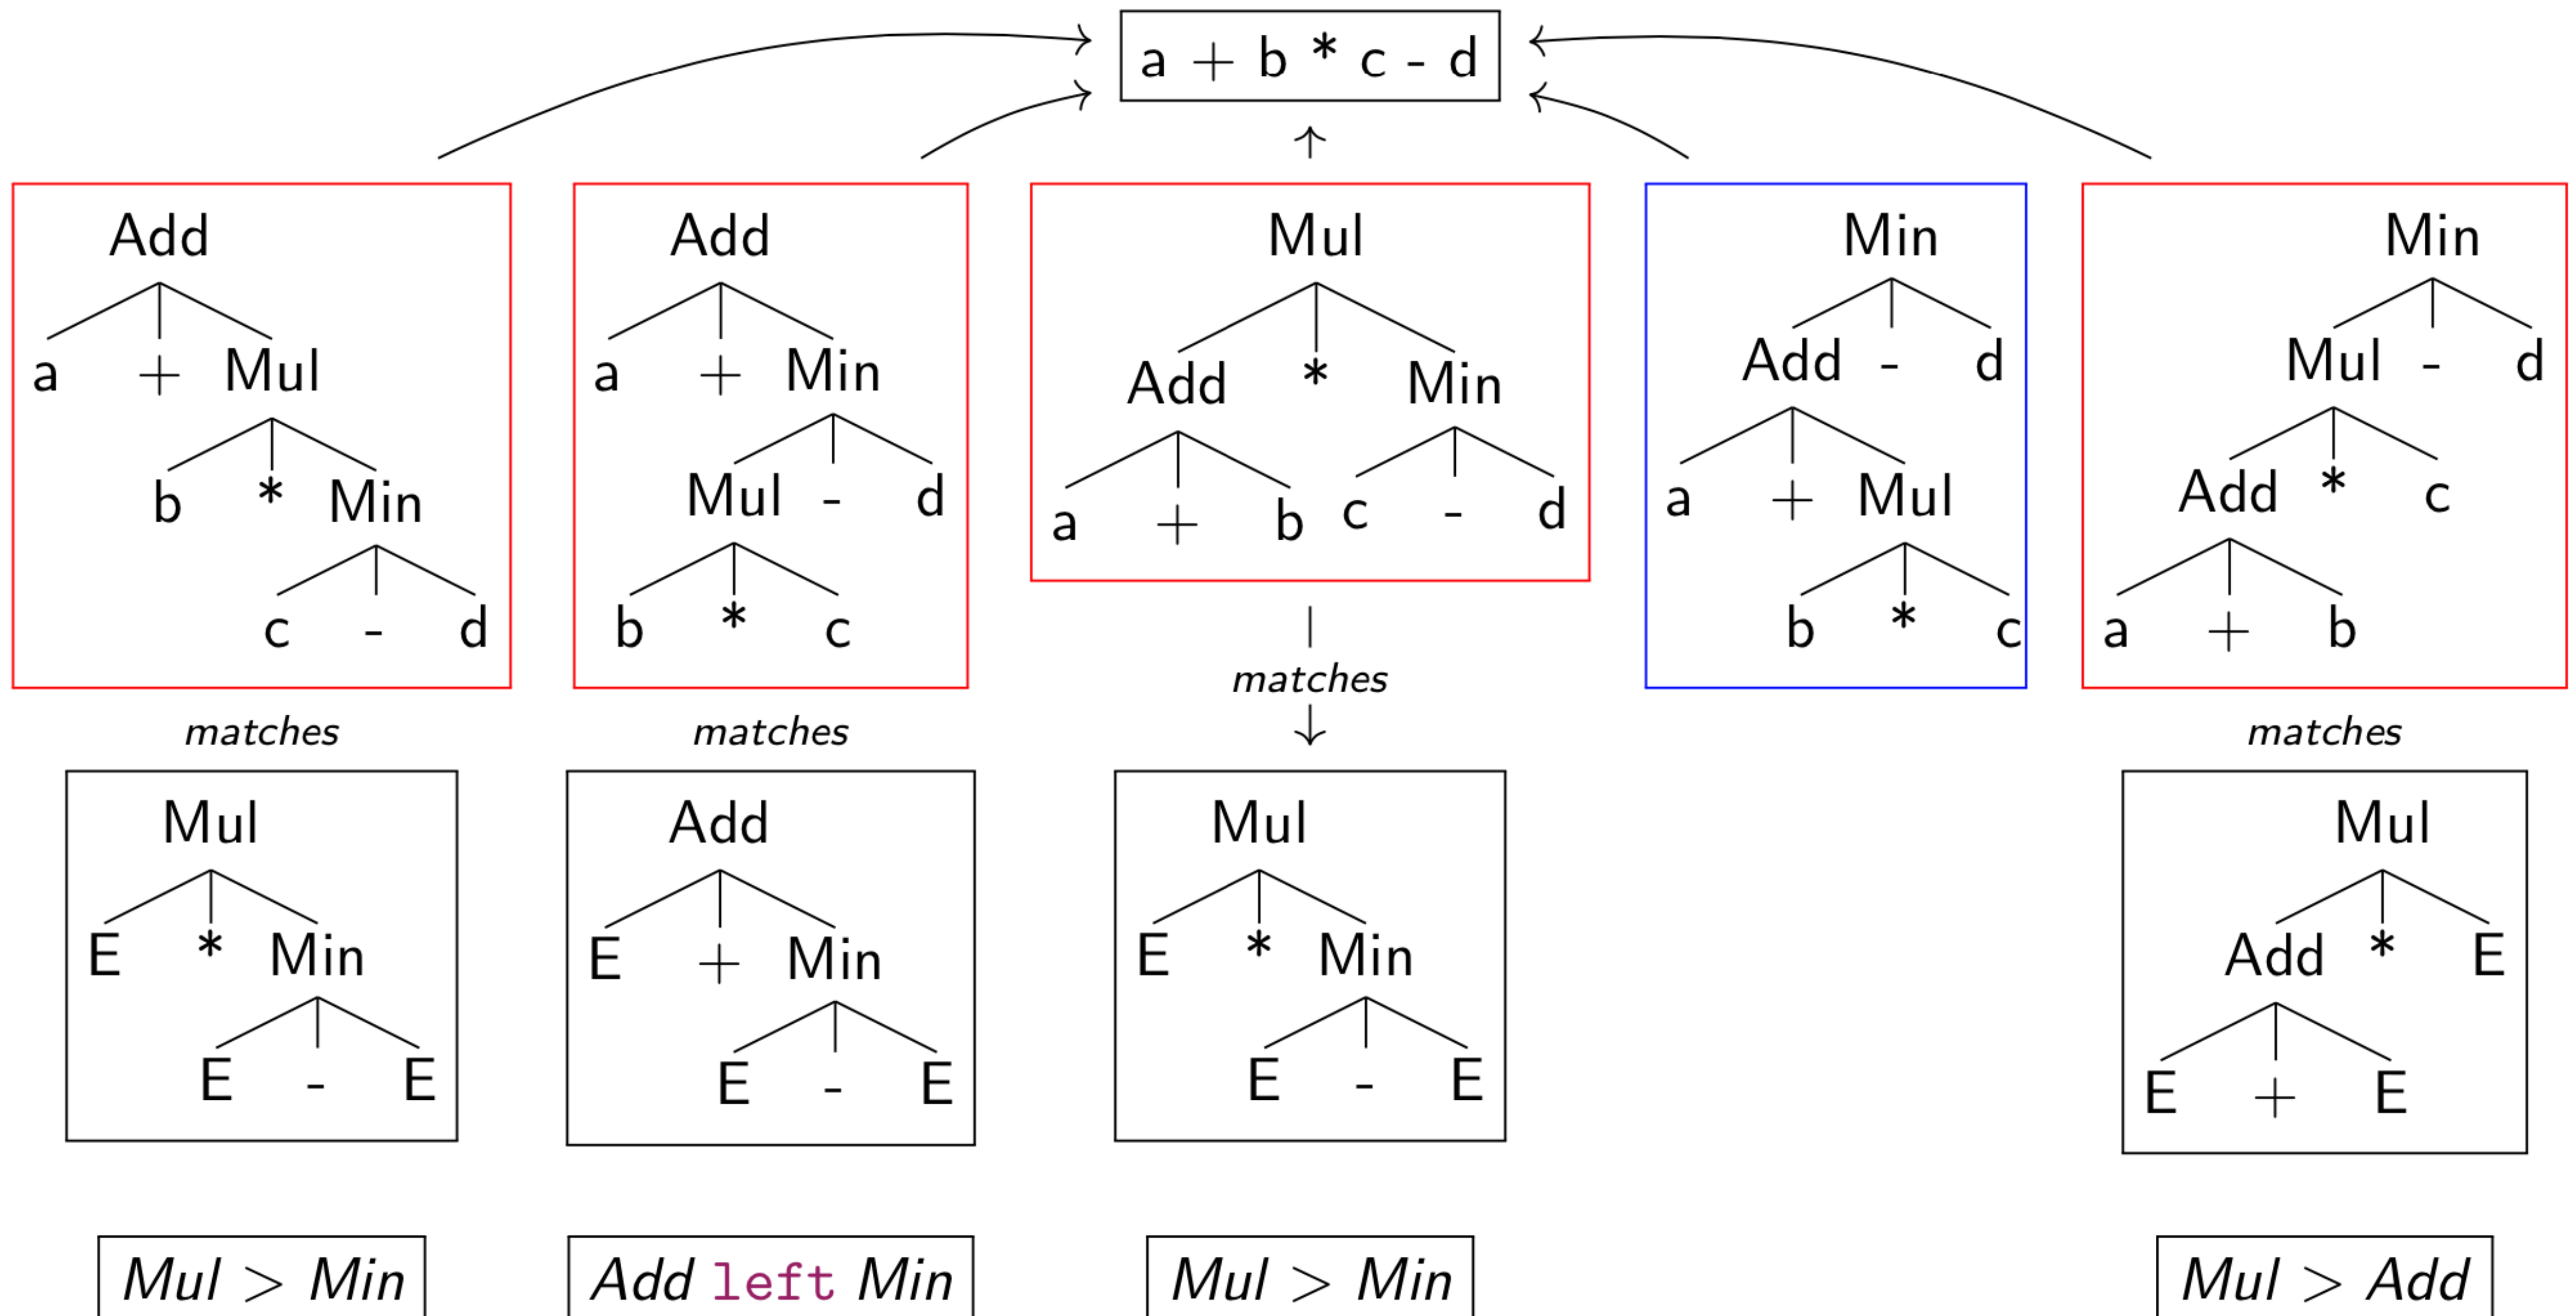 a + b * c - d
Add
a + Mul
b * Min
c - d
Add
a + Min
Mul - d
b * c
Mul
Add * Min
a + b c - d
Min
Add - d
a + Mul
b * c
Min
Mul - d
Add * c
a + b
matches
matches
matches
matches
Mul
E * Min
E - E
Add
E + Min
E - E
Mul
E * Min
E - E
Mul
Add * E
E + E
Mul > Min
Add left Min
Mul > Min
Mul > Add